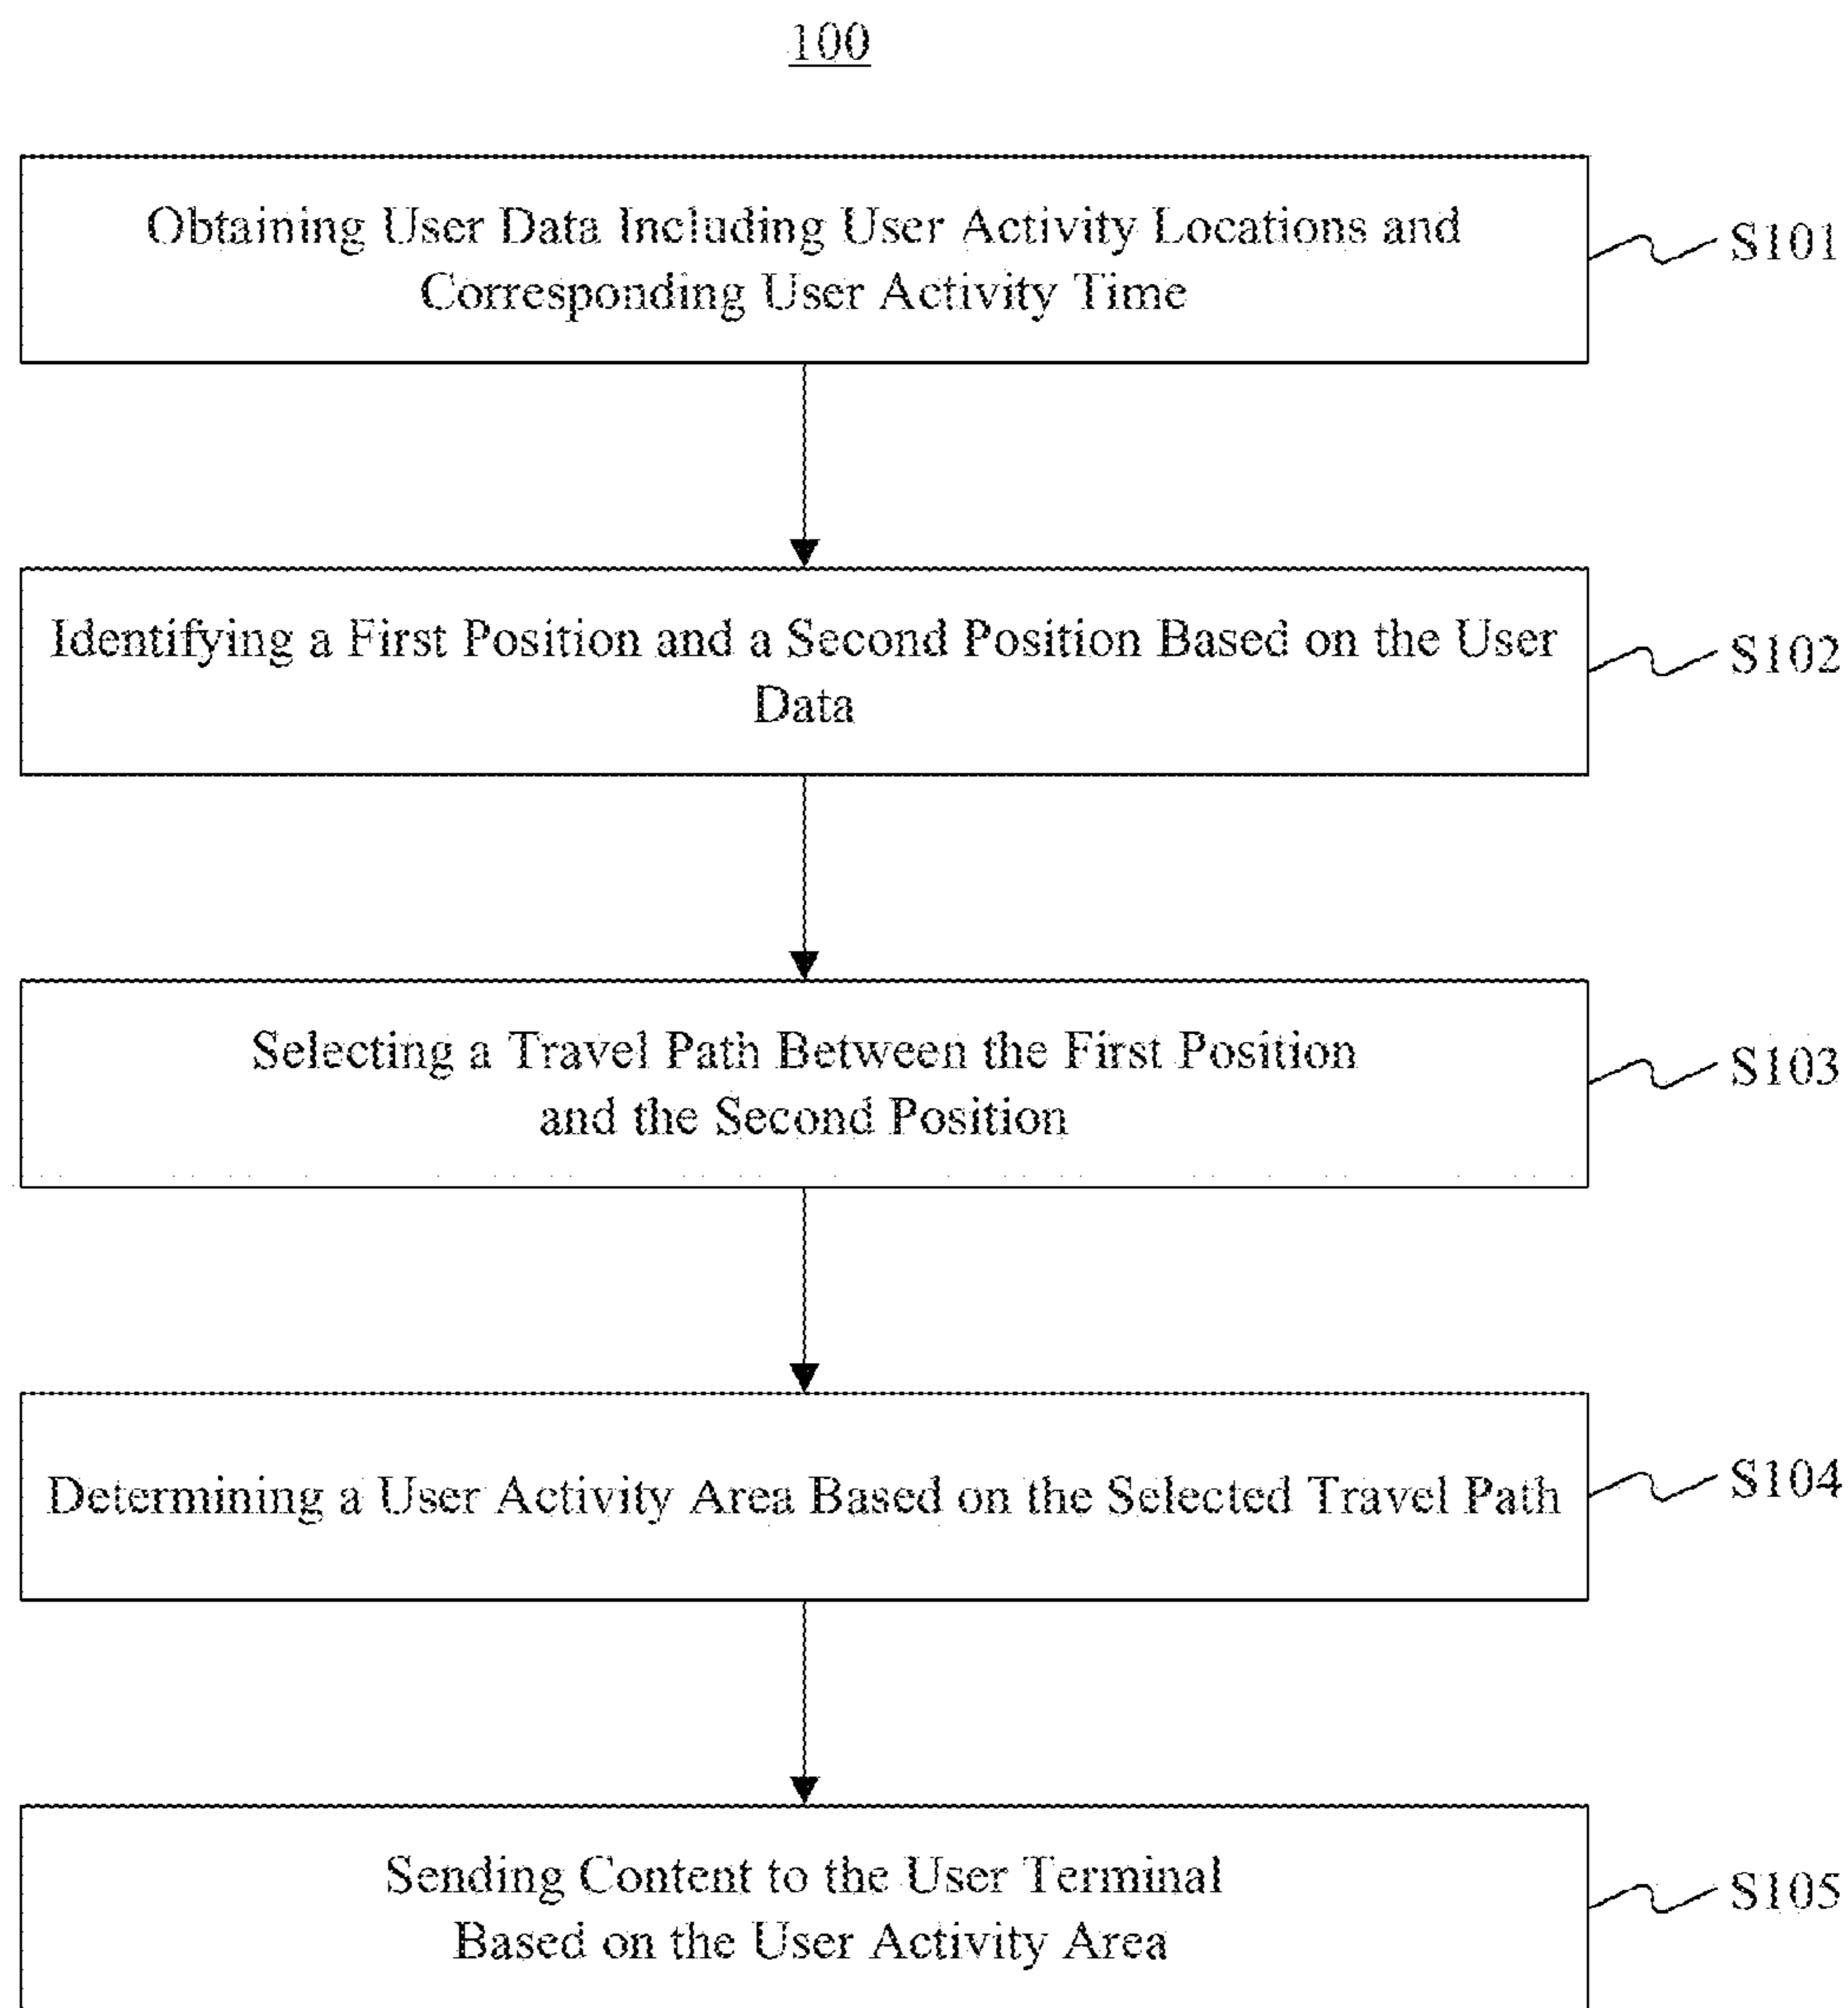 100
Obtaining User Data Including User Activity Locations and
Corresponding User Activity Time
S101
Identifying a First Position and a Second Position Based on the User
Data
S102
Selecting a Travel Path Between the First Position
and the Second Position
S103
Determining a User Activity Area Based on the Selected Travel Path
S104
Sending Content to the User Terminal
Based on the User Activity Area
S105